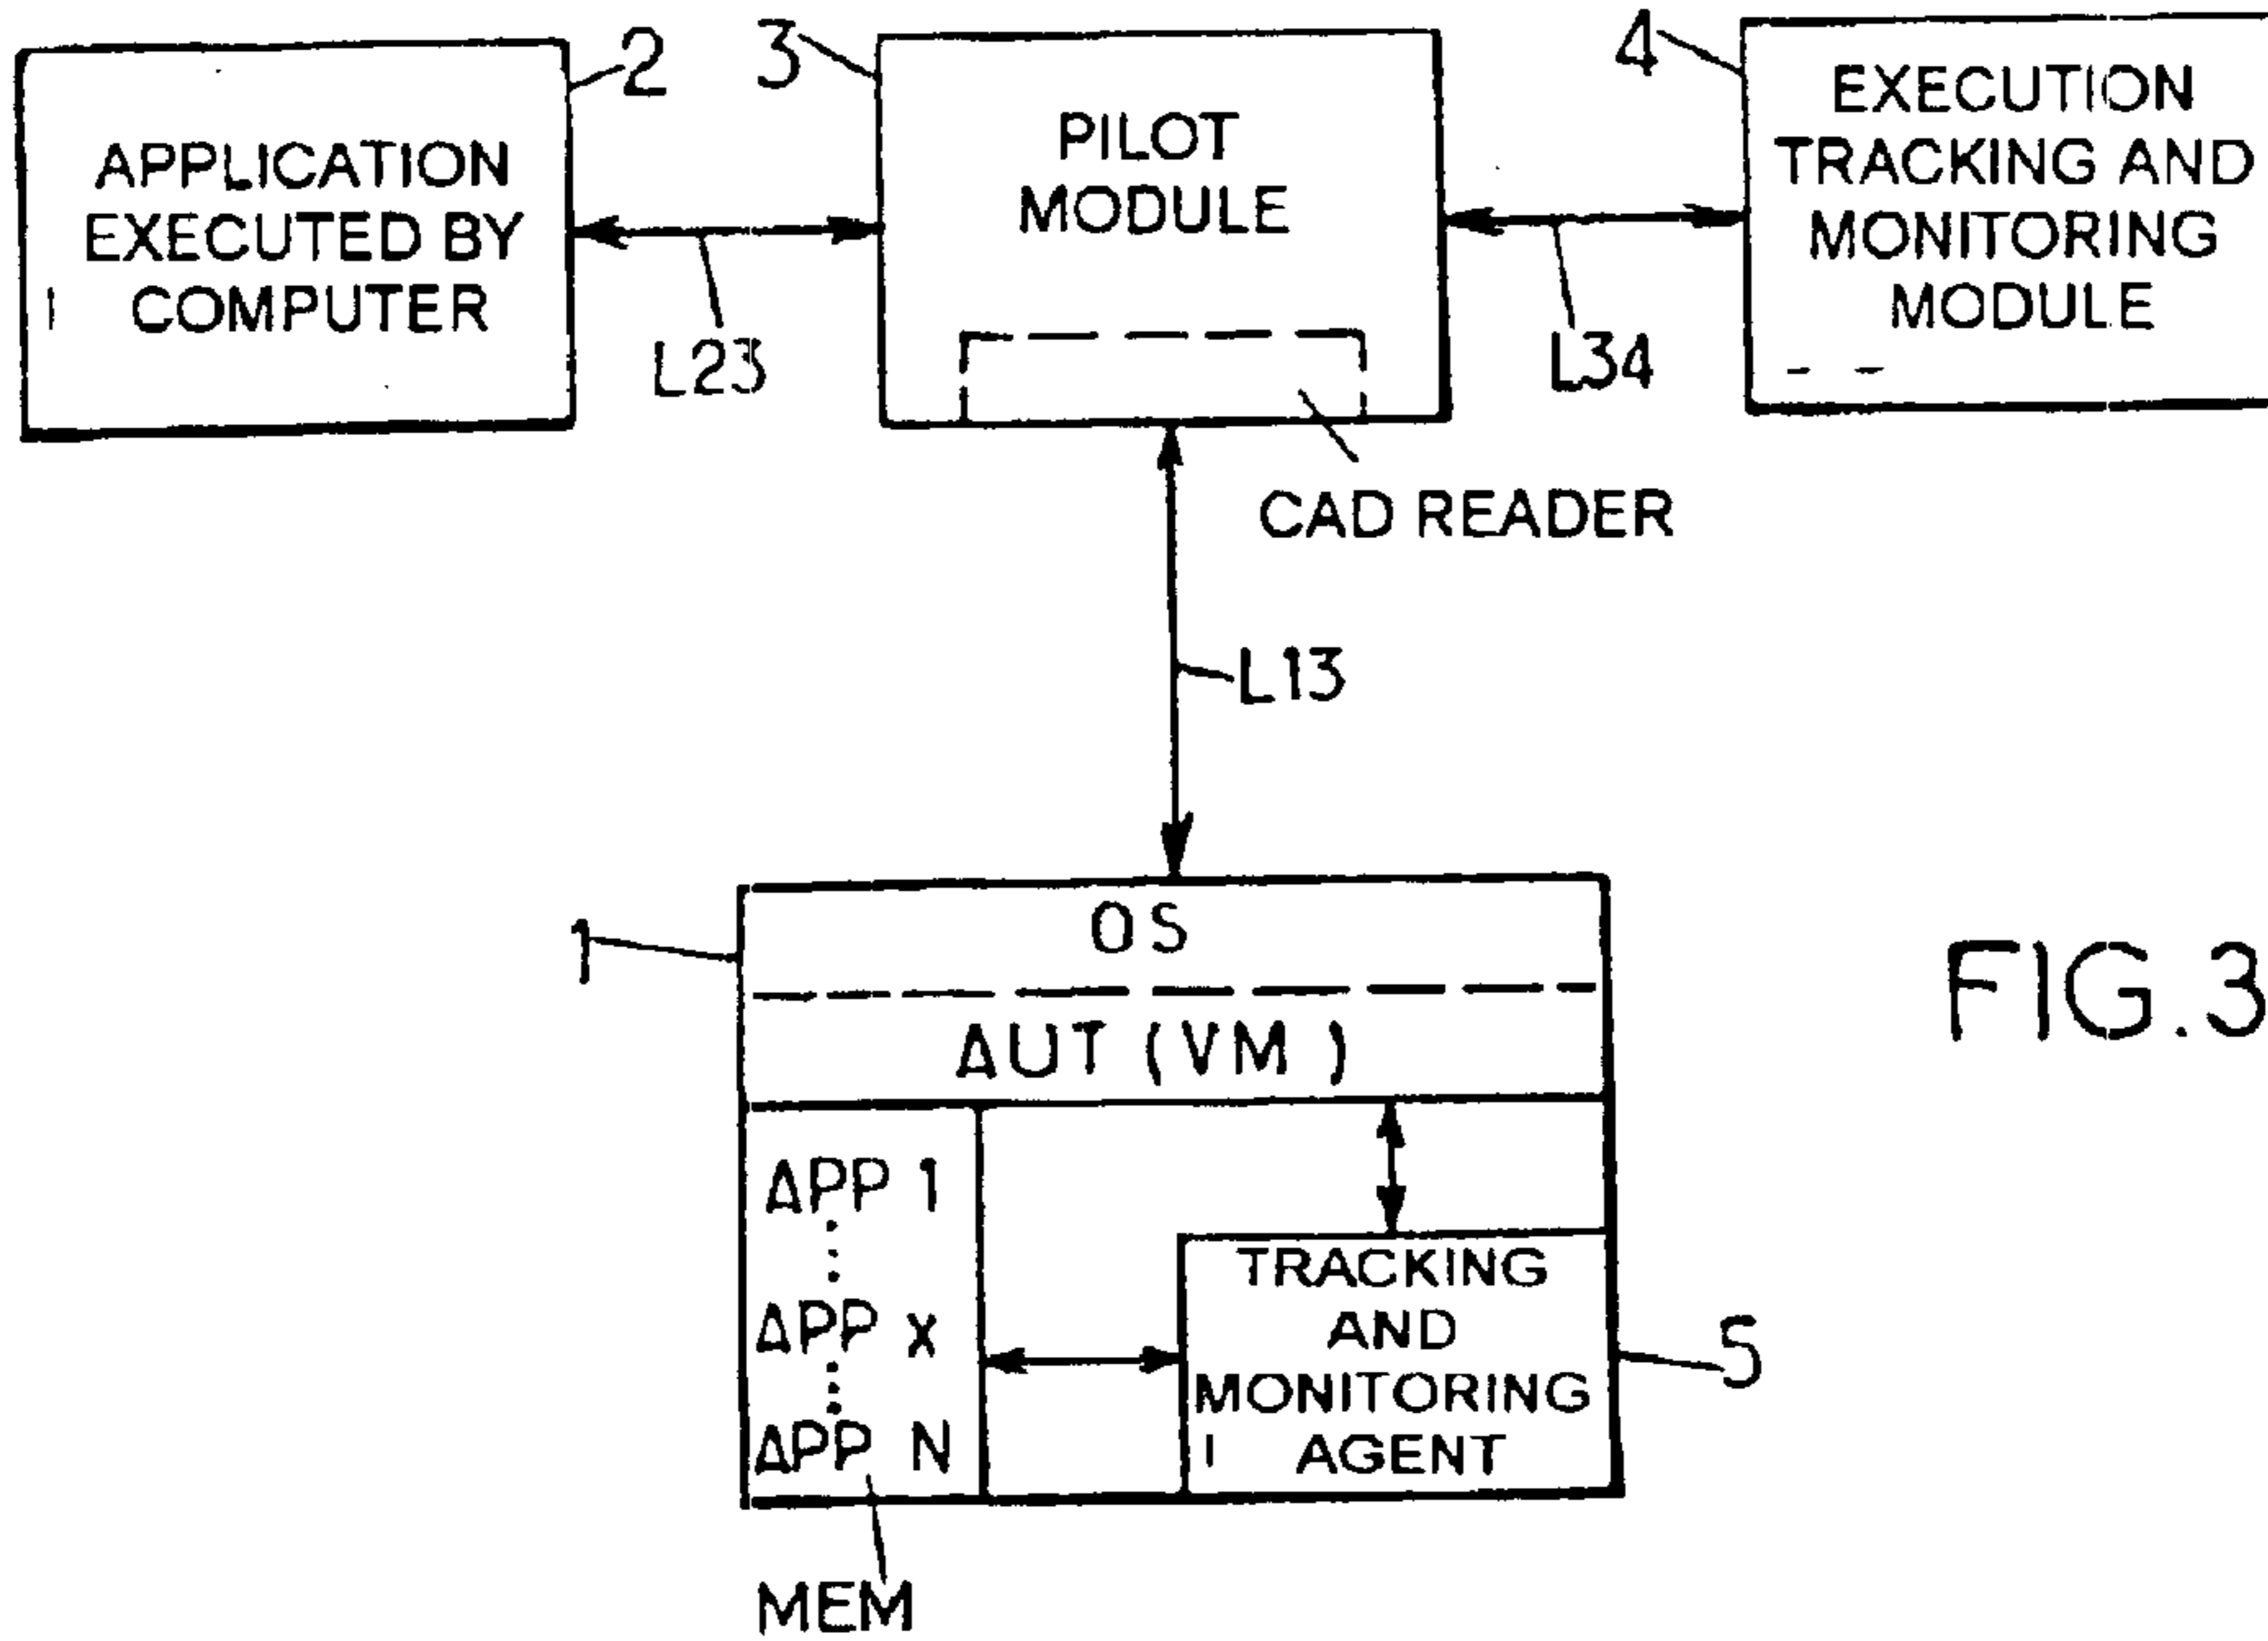 2
APPLICATION
EXECUTED BY
COMPUTER
L23
3
PILOT
MODULE
CAD READER
L34
4
EXECUTION
TRACKING AND
MONITORING
MODULE
L13
1
OS
AUT (VM)
APP 1
APP X
APP N
MEM
TRACKING
AND
MONITORING
AGENT
5
FIG.3